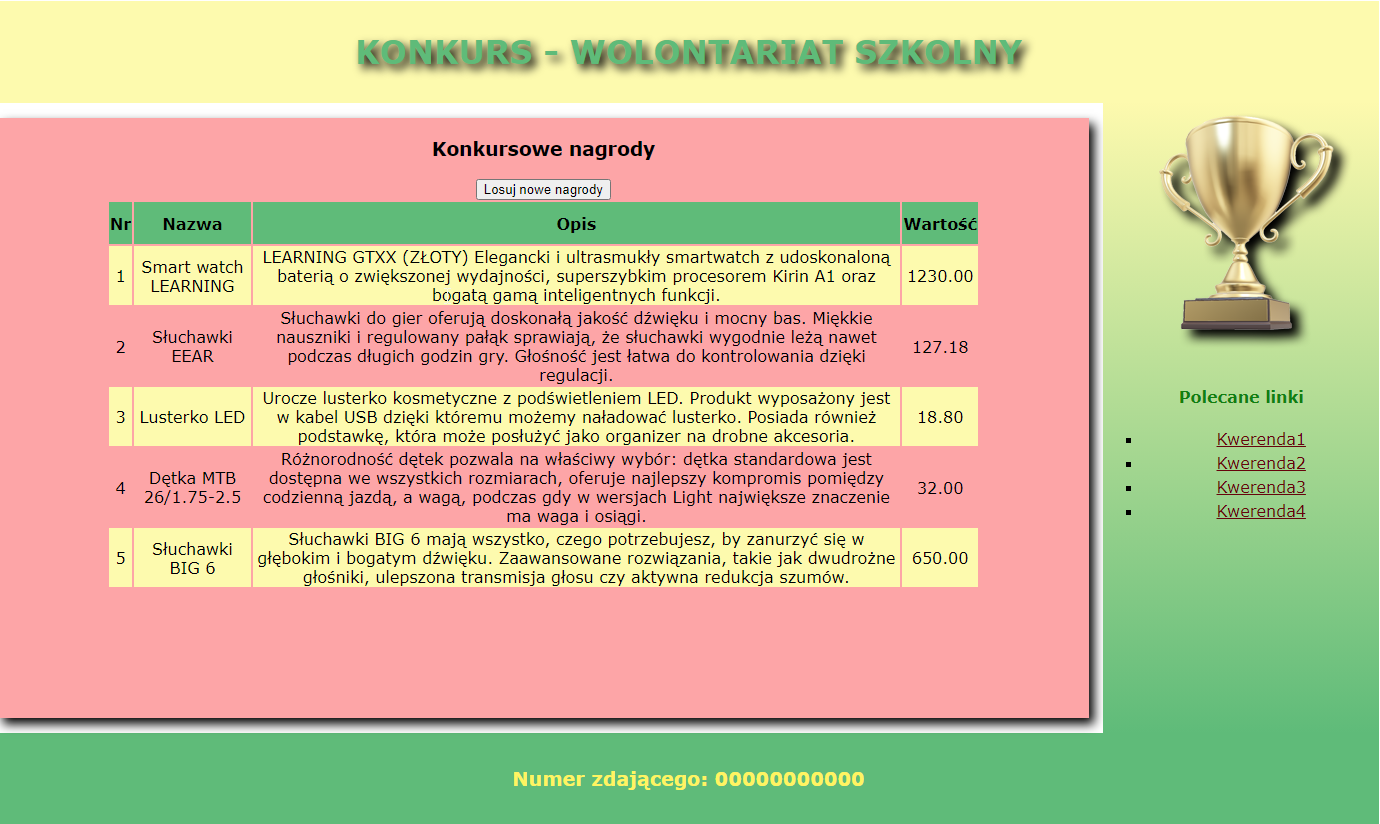 KONKURS - WOLONTARIAT SZKOLNY
Konkursowe nagrody
Losuj nowe nagrody
Nr Nazwa Opis Wartość
1 Smart watch LEARNING LEARNING GTXX (ZŁOTY) Elegancki i ultrasmukły smartwatch z udoskonaloną
baterią o zwiększonej wydajności, superszybkim procesorem Kirin A1 oraz
bogatą gamą inteligentnych funkcji. 1230.00
2 Słuchawki EEAR Słuchawki do gier oferują doskonałą jakość dźwięku i mocny bas. Miękkie
nauszniki i regulowany pałąk sprawiają, że słuchawki wygodnie leżą nawet
podczas długich godzin gry. Głośność jest łatwa do kontrolowania dzięki
regulacji. 127.18
3 Lusterko LED Urocze lusterko kosmetyczne z podświetleniem LED. Produkt wyposażony jest
w kabel USB dzięki któremu możemy naładować lusterko. Posiada również
podstawkę, która może posłużyć jako organizer na drobne akcesoria. 18.80
4 Dętka MTB 26/1.75-2.5 Różnorodność dętek pozwala na właściwy wybór: dętka standardowa jest
dostępna we wszystkich rozmiarach, oferuje najlepszy kompromis pomiędzy
codzienną jazdą, a wagą, podczas gdy w wersjach Light największe znaczenie
ma waga i osiągi. 32.00
5 Słuchawki BIG 6 Słuchawki BIG 6 mają wszystko, czego potrzebujesz, by zanurzyć się w
głębokim i bogatym dźwięku. Zaawansowane rozwiązania, takie jak dwudrożne
głośniki, ulepszona transmisja głosu czy aktywna redukcja szumów. 650.00
Polecane linki
Kwerenda1
Kwerenda2
Kwerenda3
Kwerenda4
Numer zdającego: 00000000000